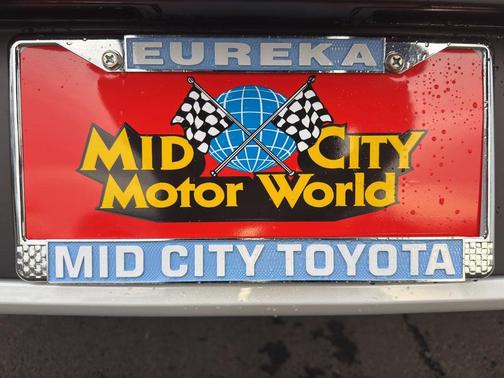 EUREKA
MID CITY
Motor World
MID CITY TOYOTA